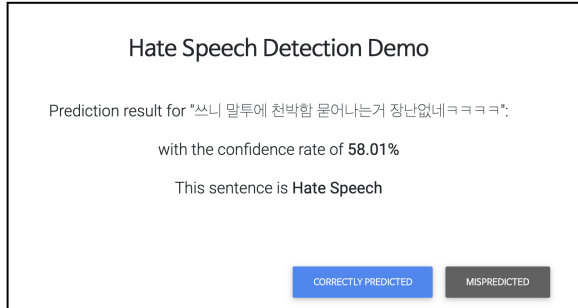 Hate Speech Detection Demo
Prediction result for "쓰니 말투에 천박함 묻어나는거 장난없네ㅋㅋㅋㅋ":
with the confidence rate of 58.01%
This sentence is Hate Speech
CORRECTLY PREDICTED MISPREDICTED